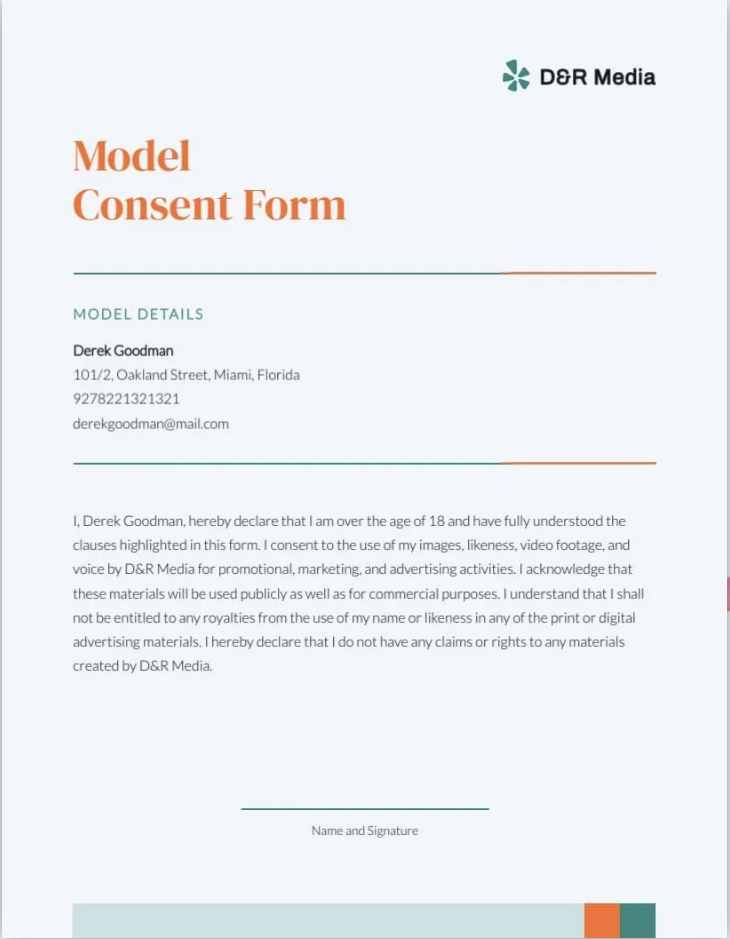 D&R Media
Model
Consent Form
MODEL DETAILS
Derek Goodman
101/2, Oakland Street, Miami, Florida
9278221321321
derekgoodman@mail.com
I, Derek Goodman, hereby declare that I am over the age of 18 and have fully understood the
clauses highlighted in this form. I consent to the use of my images, likeness, video footage, and
voice by D&R Media for promotional, marketing, and advertising activities. I acknowledge that
these materials will be used publicly as well as for commercial purposes. I understand that I shall
not be entitled to any royalties from the use of my name or likeness in any of the print or digital
advertising materials. I hereby declare that I do not have any claims or rights to any materials
created by D&R Media.
Name and Signature